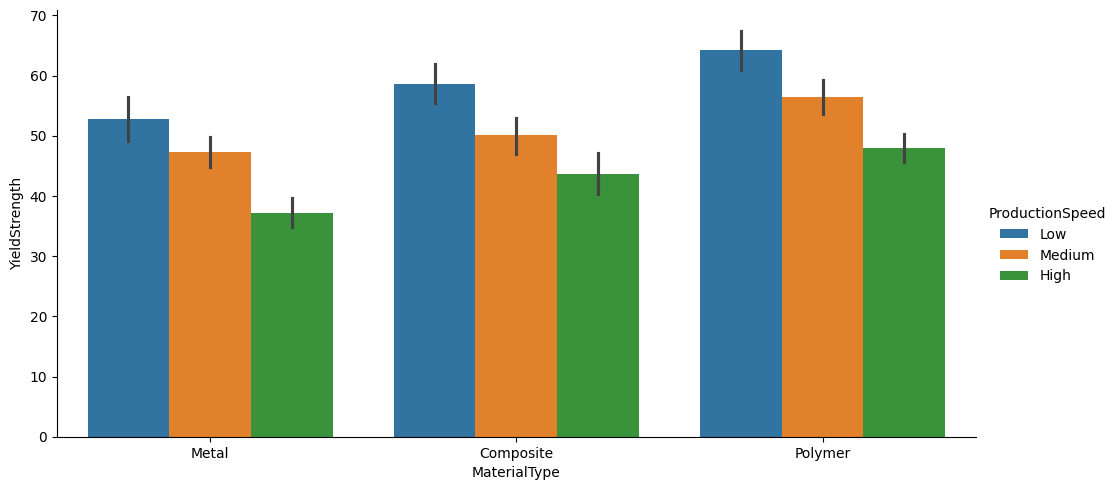 70
60
50
40
30
20
10
0
YieldStrength
Metal
Composite
Polymer
MaterialType
ProductionSpeed
Low
Medium
High